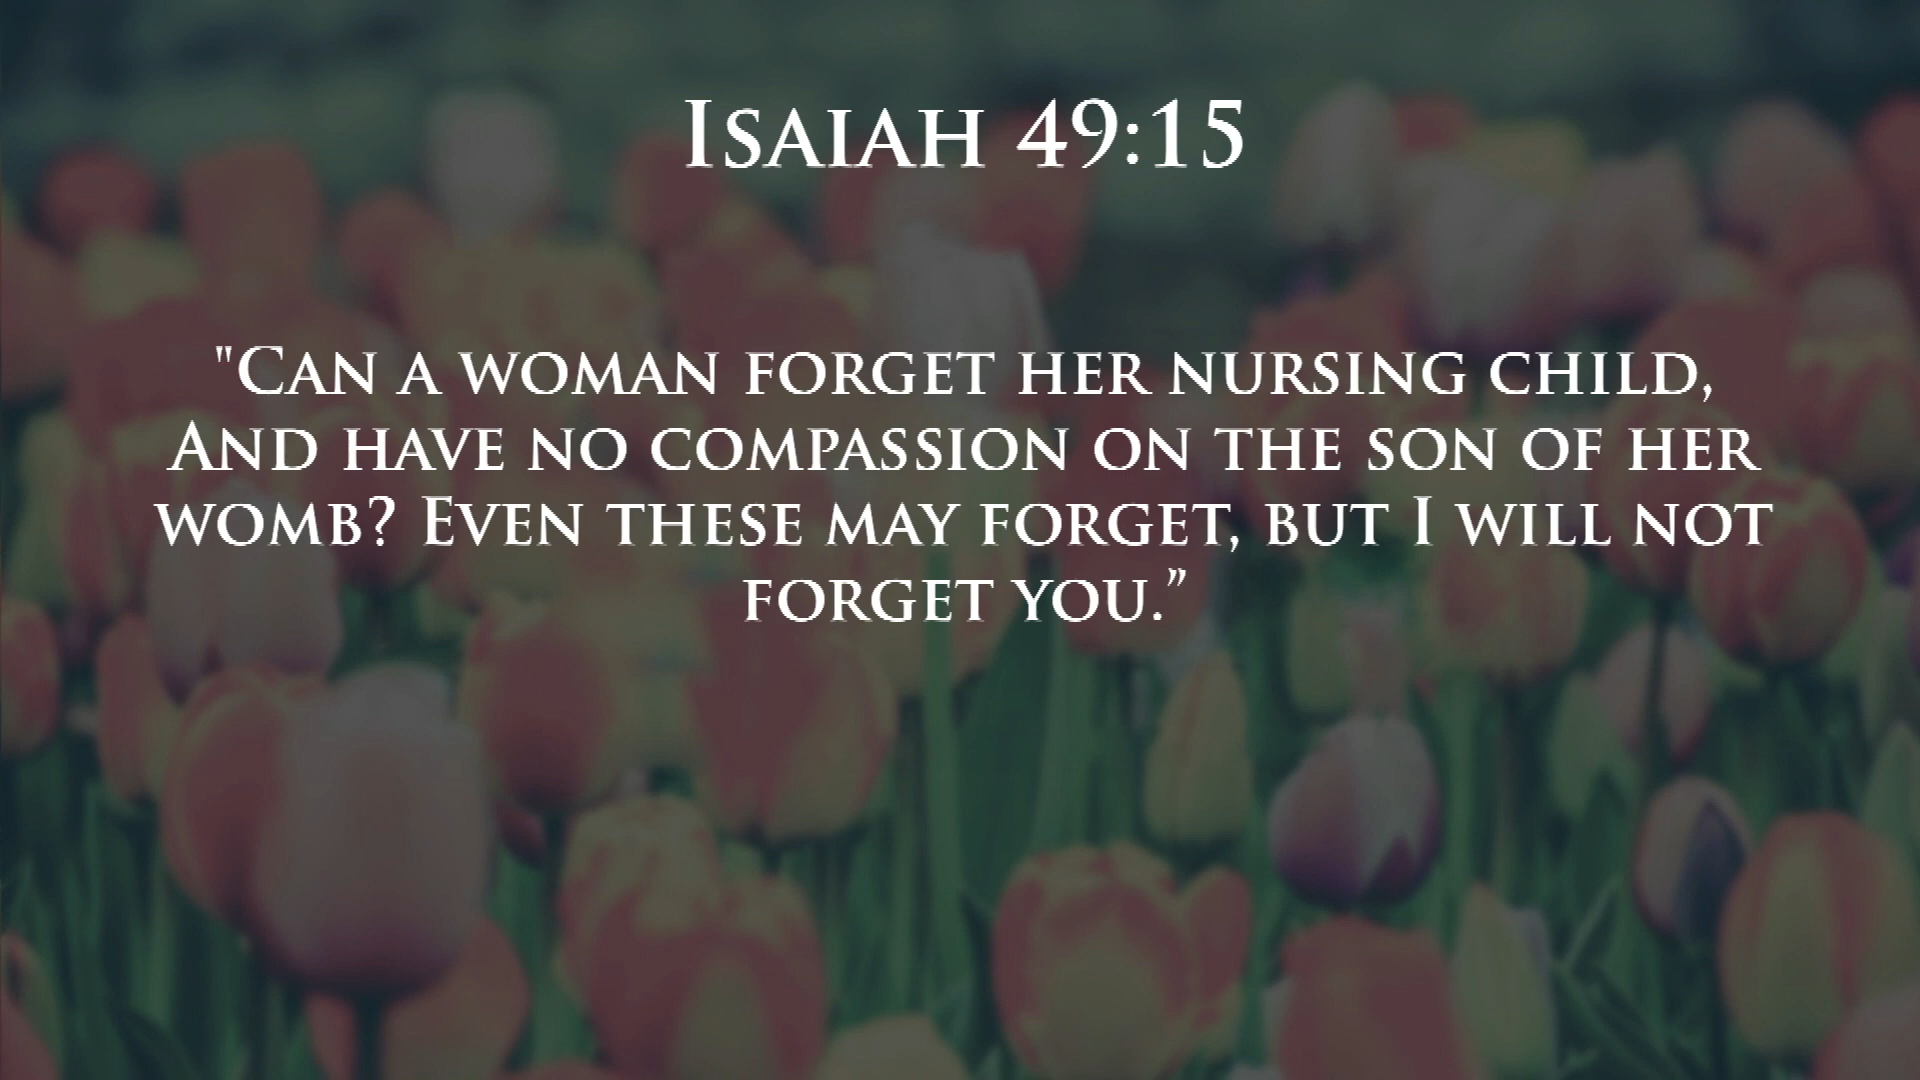 Isaiah 49:15
"Can a woman forget her nursing child,
And have no compassion on the son of her
womb? Even these may forget, but I will not
forget you.”